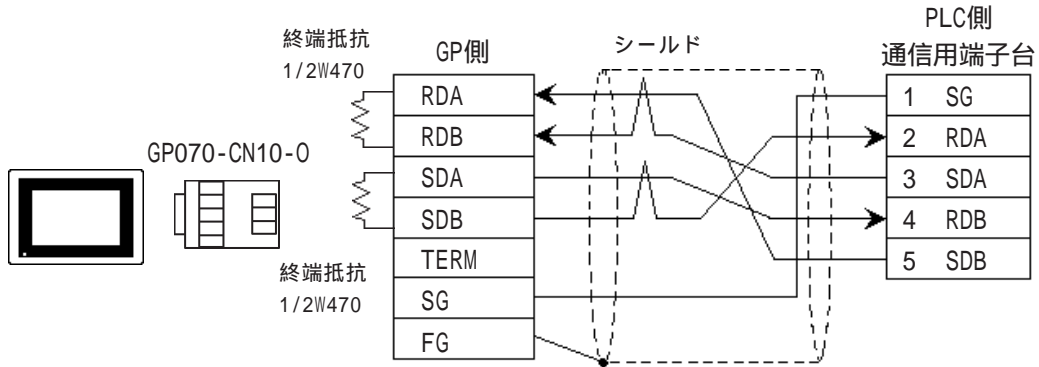 終端抵抗
1/2W470
GP側
シールド
PLC側
通信用端子台
GP070-CN10-O
RDA
RDB
SDA
SDB
TERM
SG
FG
終端抵抗
1/2W470
1 SG
2 RDA
3 SDA
4 RDB
5 SDB